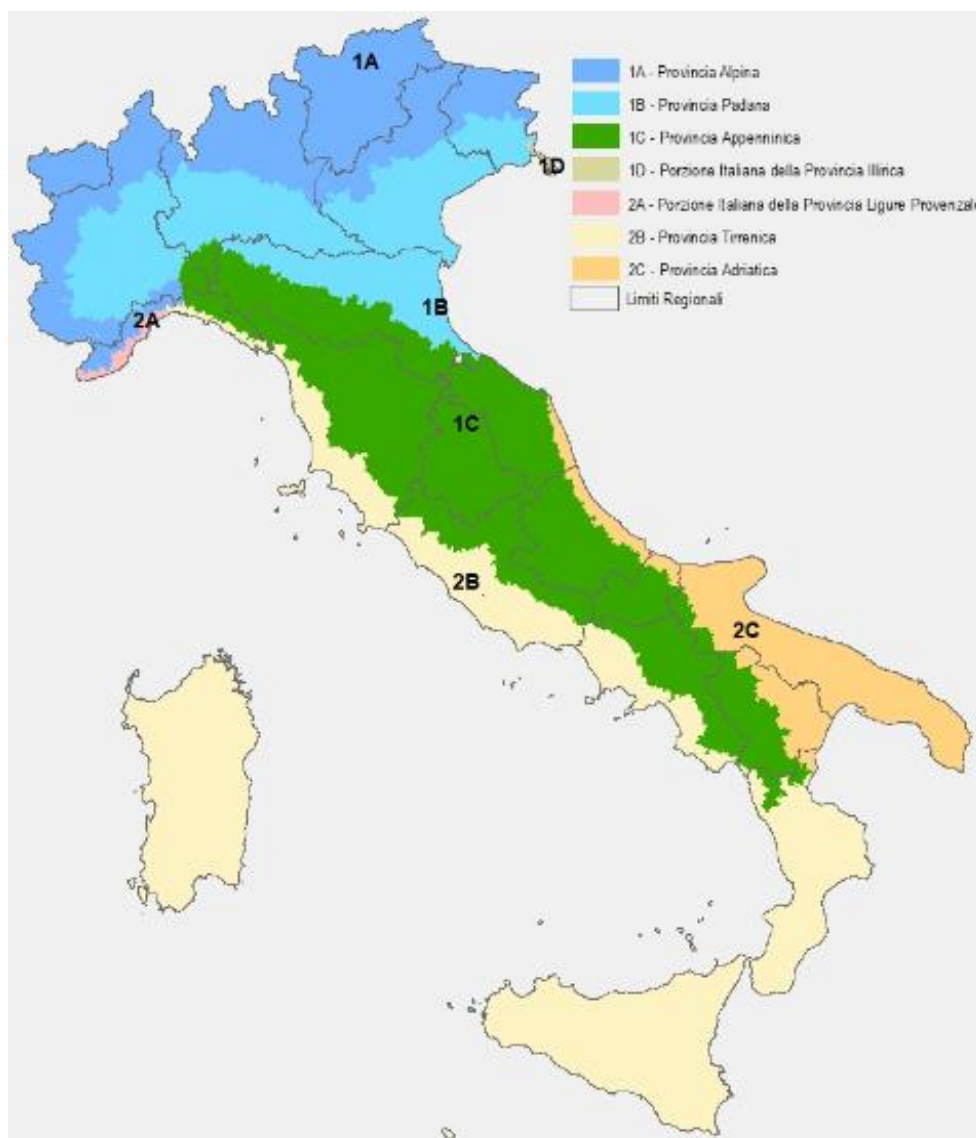 1A
1A - Provincia Alpina
1B - Provincia Padana
1C - Provincia Appenninica
1D
1D - Porzione Italiana della Provincia Illirica
2A - Porzione Italiana della Provincia Ligure Provenzale
2B - Provincia Tirrenica
2C - Provincia Adriatica
Limiti Regionali
1B
2A
1C
2B
2C